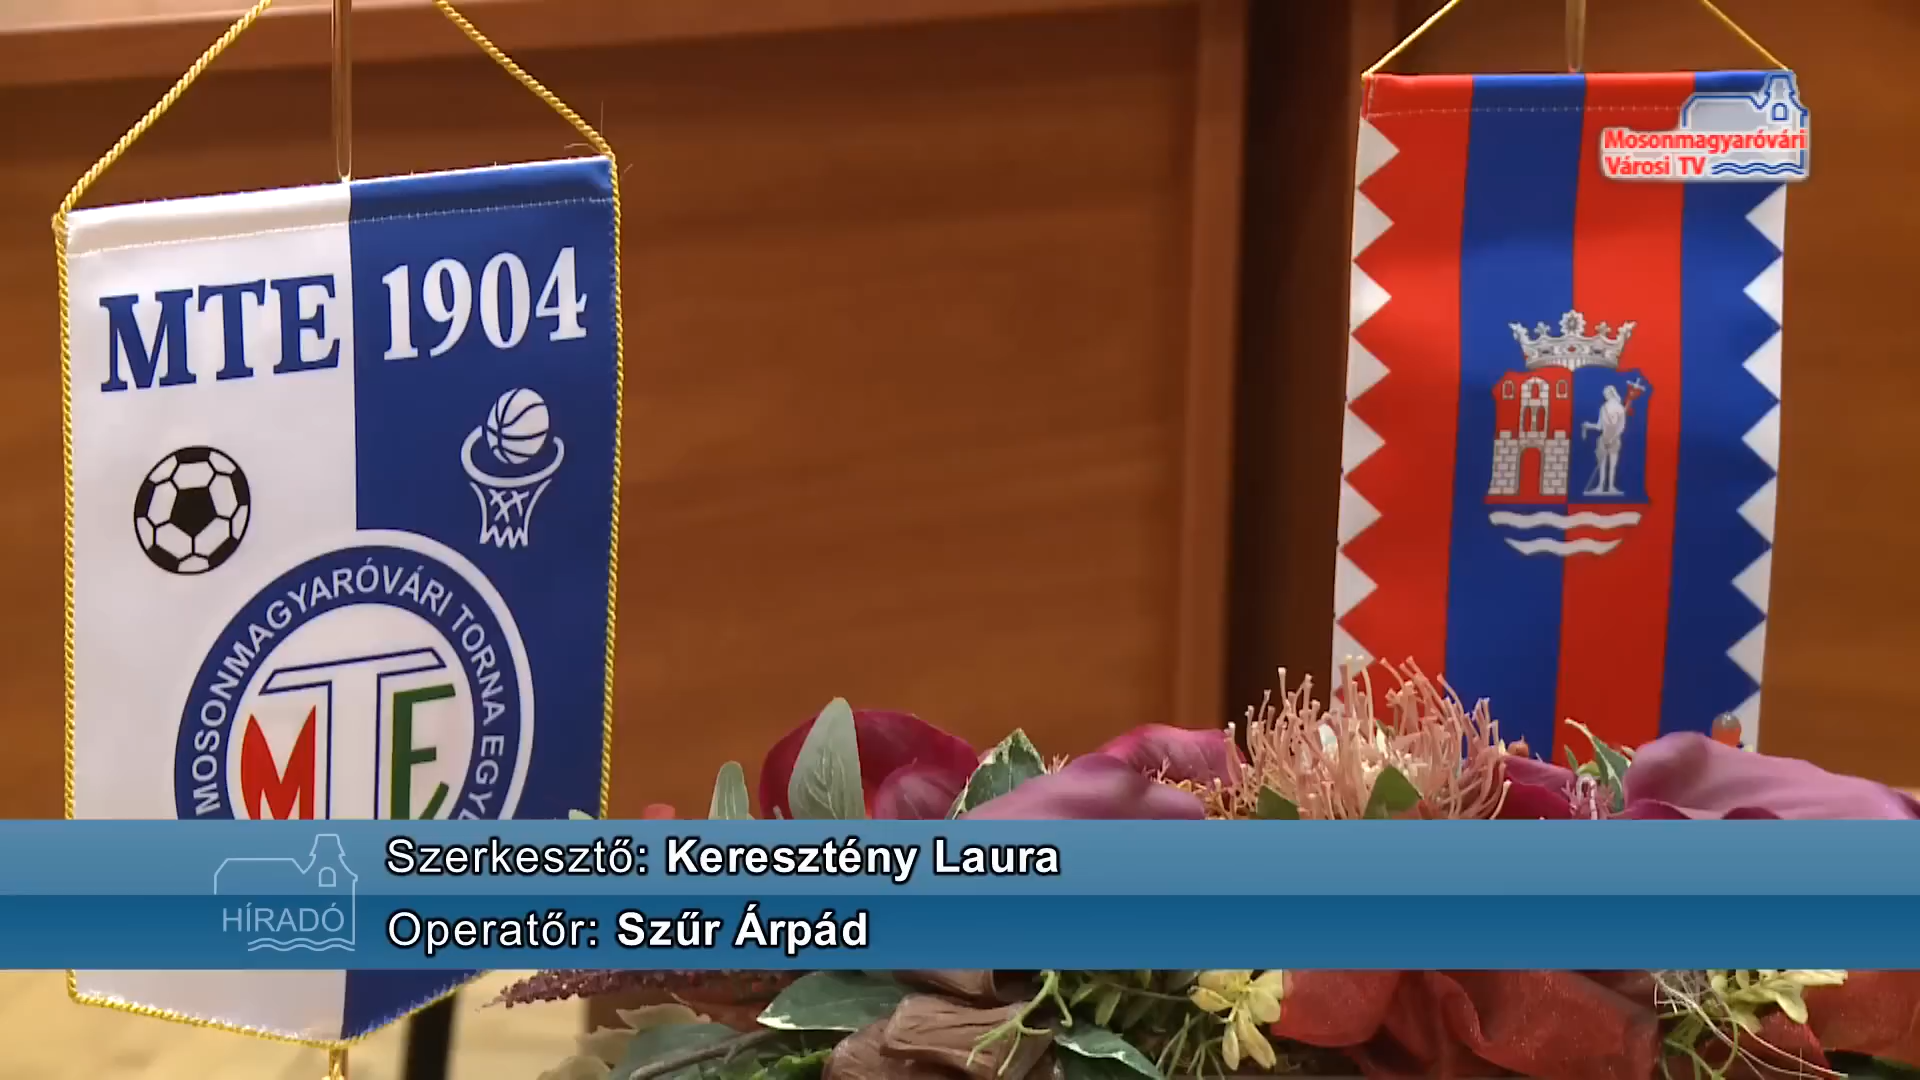 MTE 1904
Mosonmagyaróvári
Városi TV
MOSONMAGYARÓVÁRI TORNA EGY
MTE
Szerkesztő: Keresztény Laura
HÍRADÓ
Operatőr: Szűr Árpád